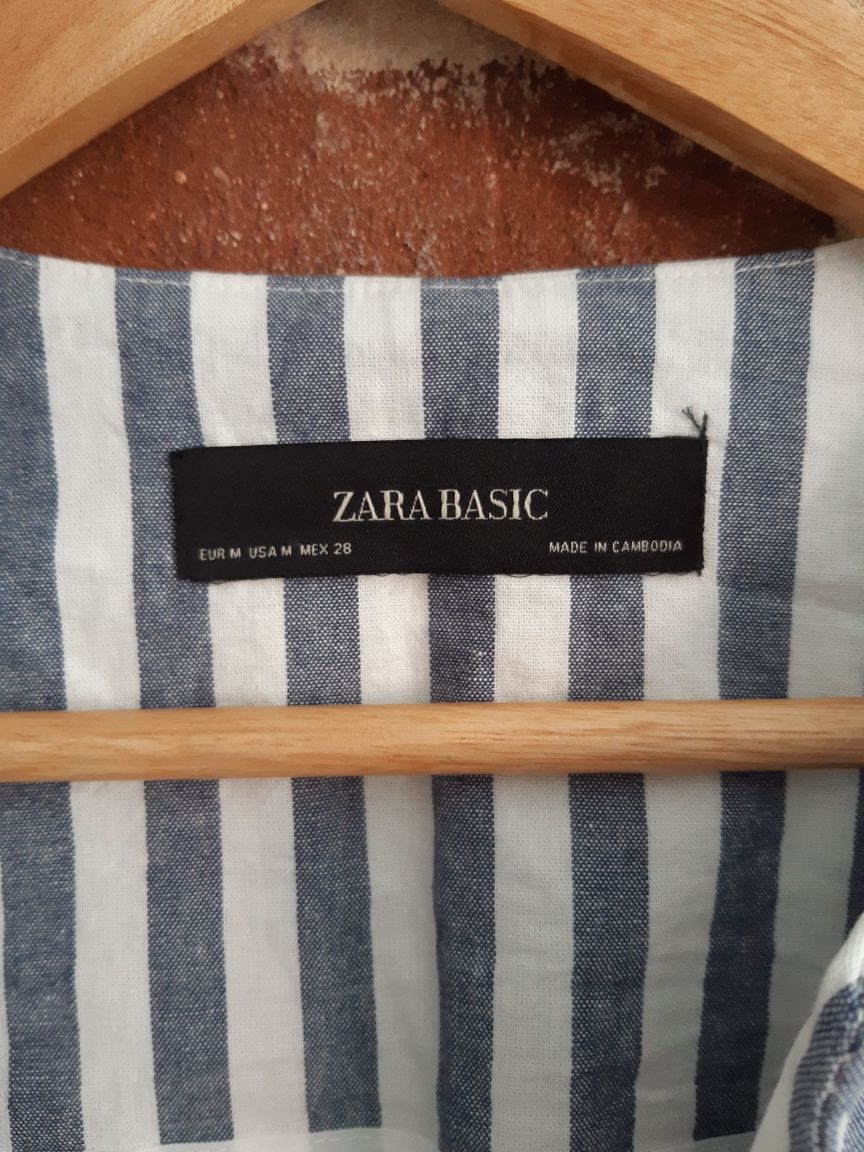 ZARA BASIC
EUR M USA M MEX 28 MADE IN CAMBODIA